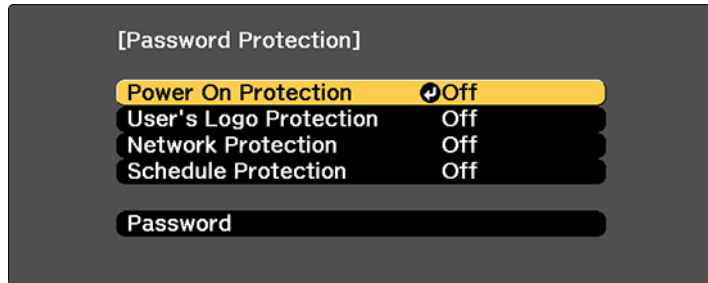 [Password Protection]
Power On Protection Off
User's Logo Protection Off
Network Protection Off
Schedule Protection Off
Password